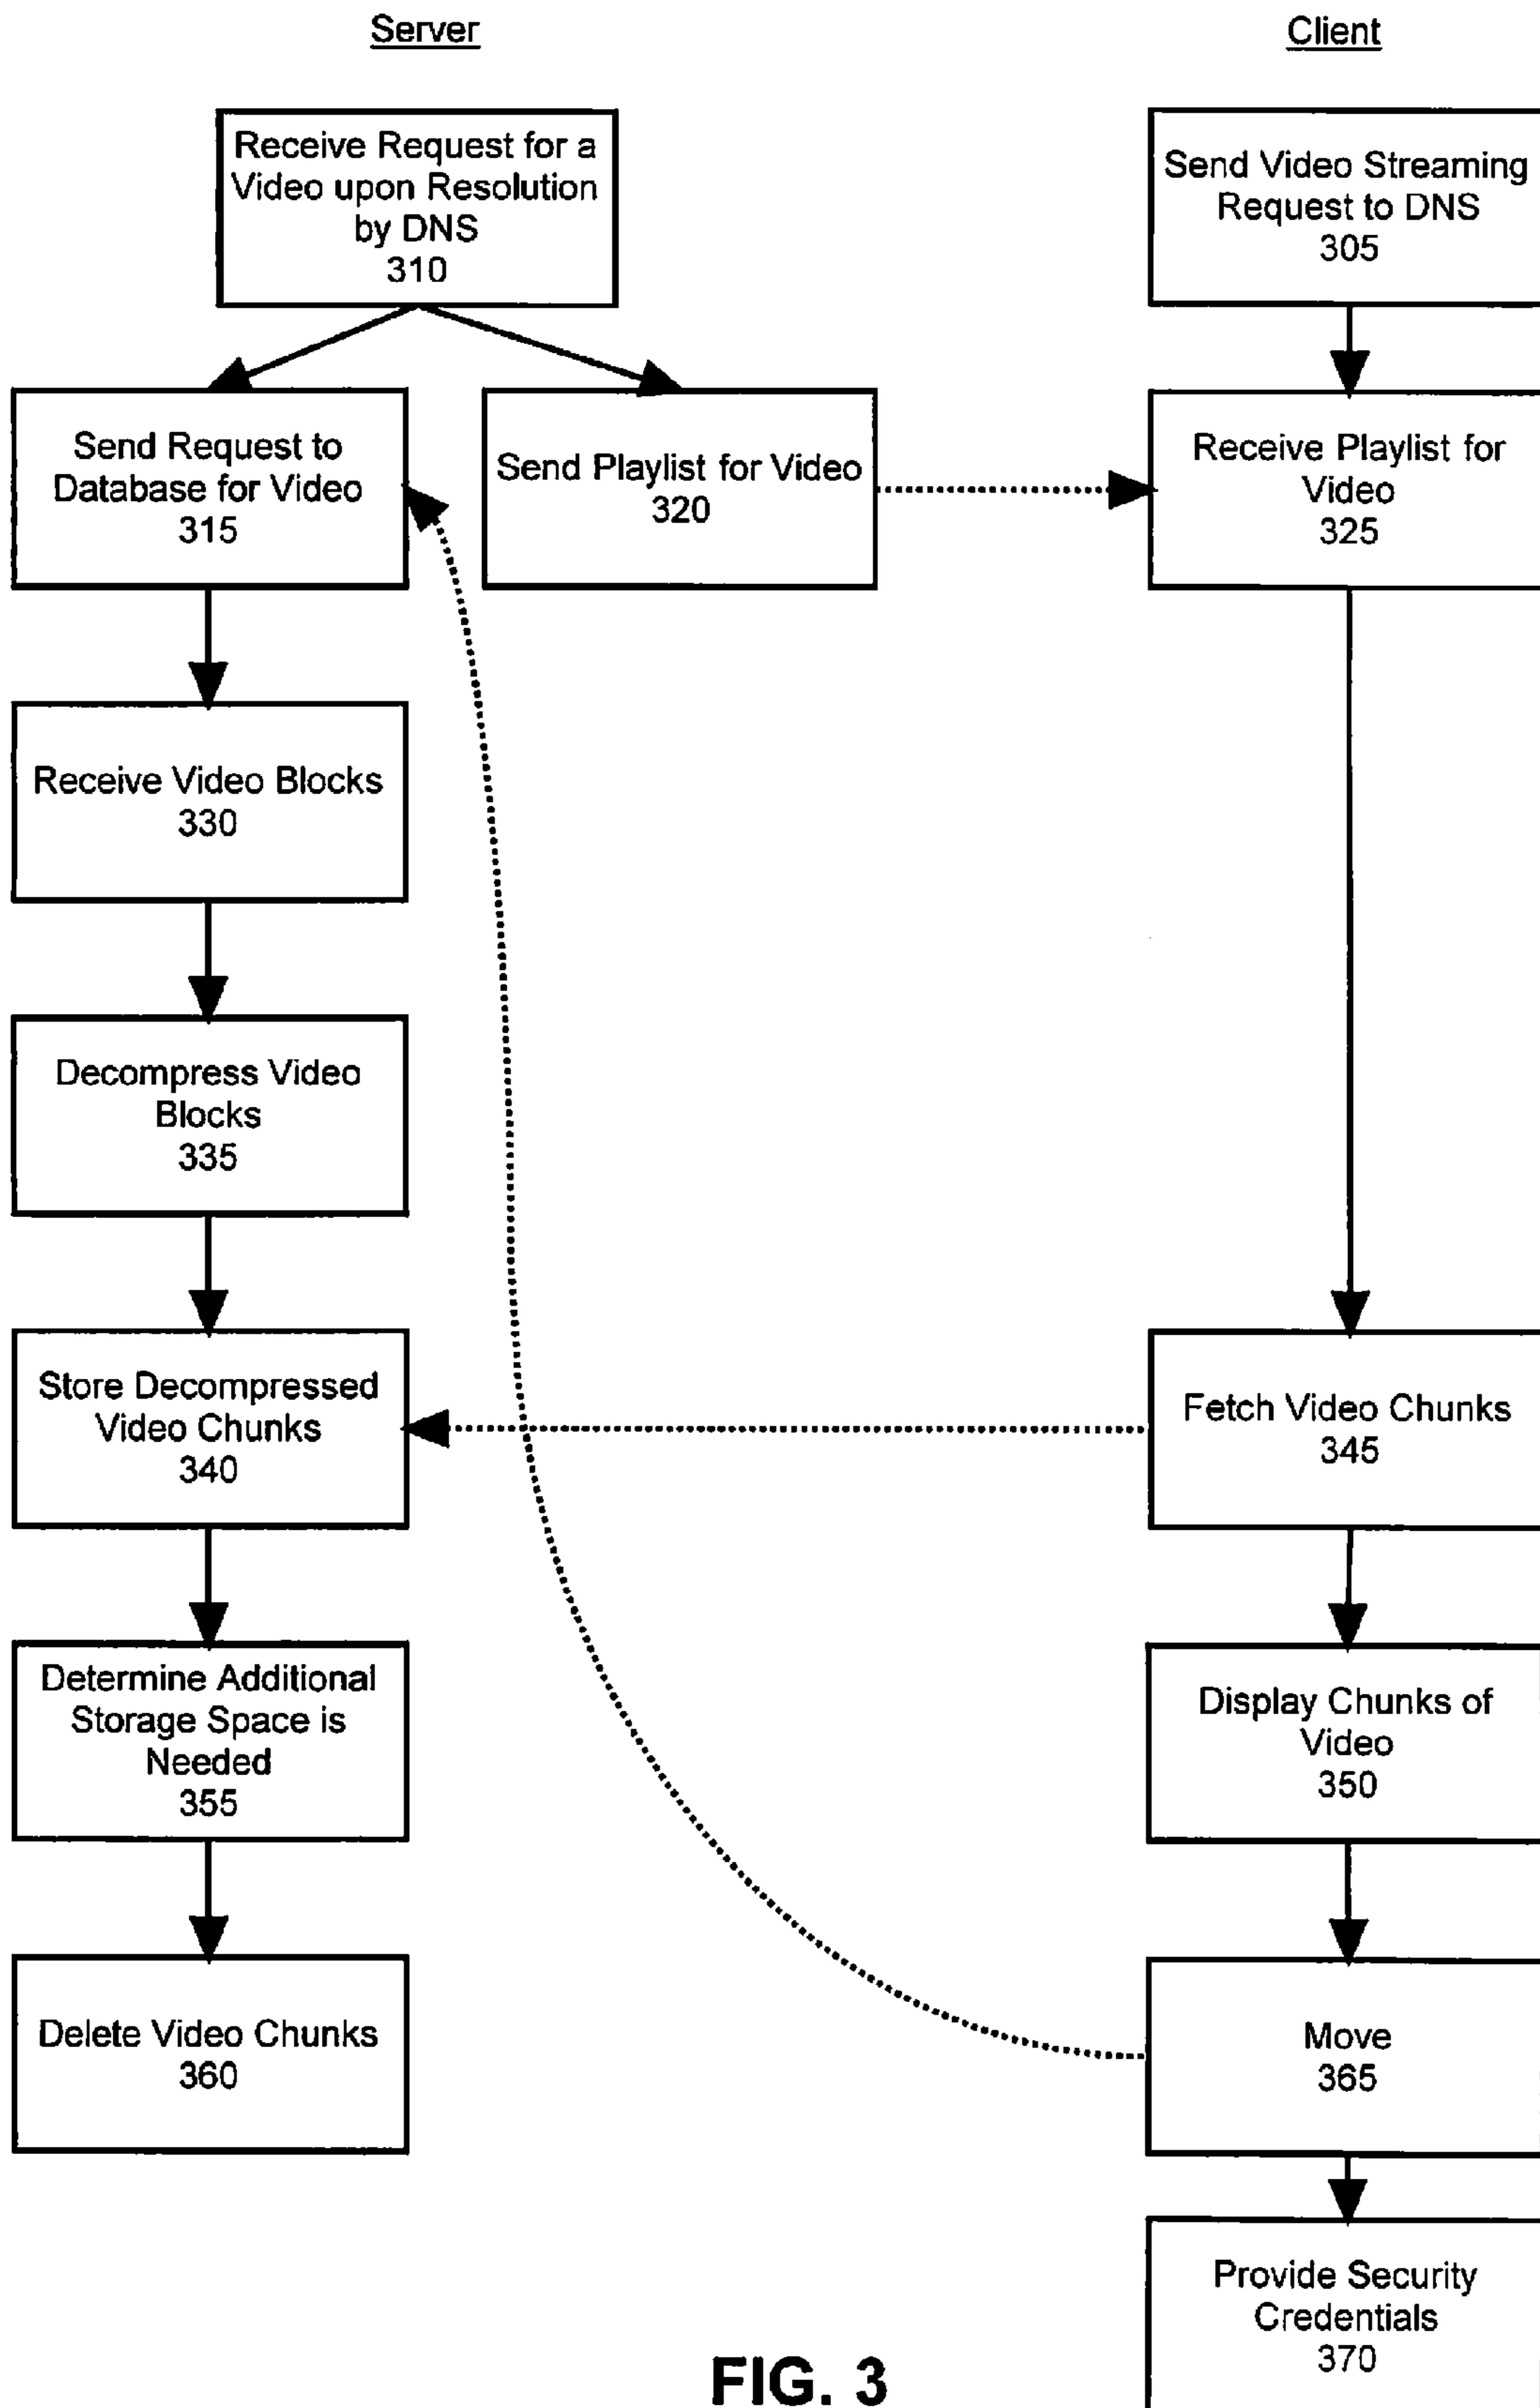 Server
Client
Receive Request for a
Video upon Resolution
by DNS
310
Send Video Streaming
Request to DNS
305
Send Request to
Database for Video
315
Send Playlist for Video
320
Receive Playlist for
Video
325
Receive Video Blocks
330
Decompress Video
Blocks
335
Store Decompressed
Video Chunks
340
Fetch Video Chunks
345
Determine Additional
Storage Space is
Needed
355
Display Chunks of
Video
350
Delete Video Chunks
360
Move
365
Provide Security
Credentials
370
FIG. 3